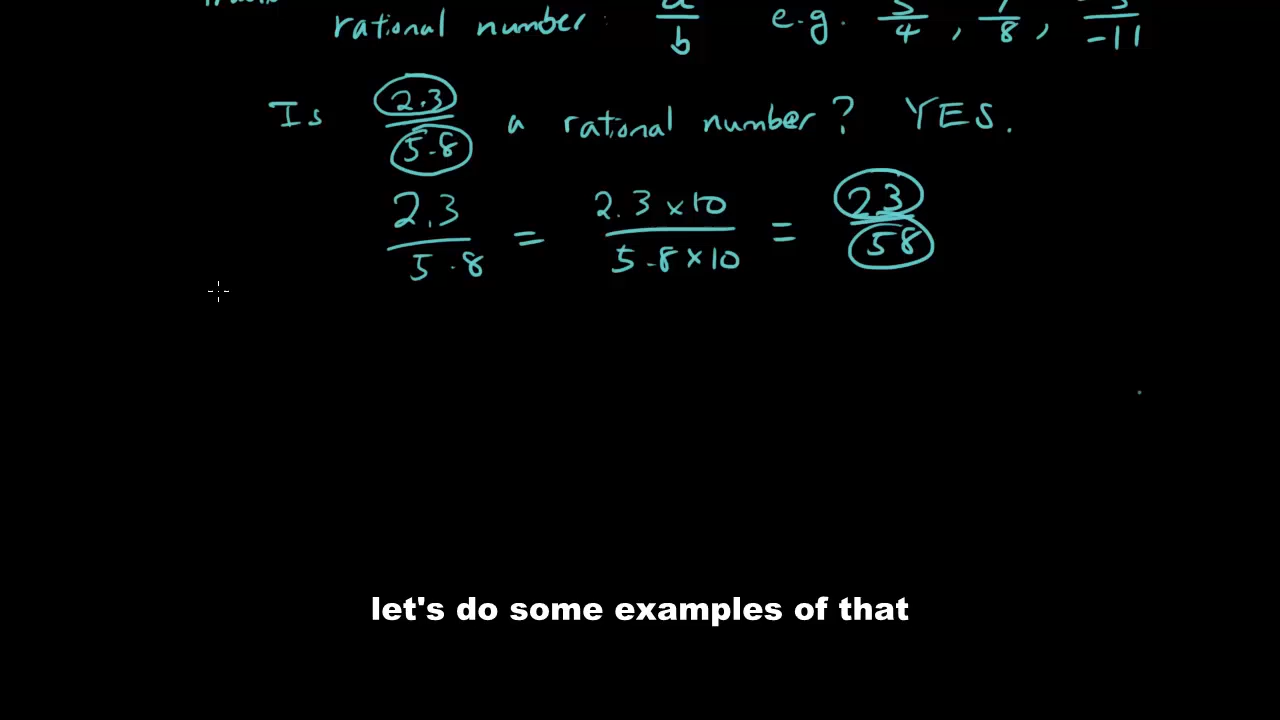 rational number : a/b e.g. 3/4 , 7/8 , /-11
Is 2.3/5.8 a rational number? YES.
2.3/5.8 = 2.3×10/5.8×10 = 23/58
let's do some examples of that